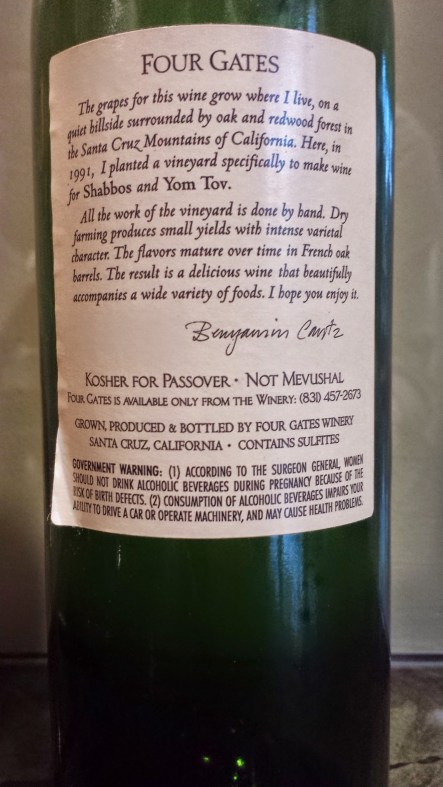 FOUR GATES
The grapes for this wine grow where I live, on a
quiet hillside surrounded by oak and redwood forest in
the Santa Cruz Mountains of California. Here, in
1991, I planted a vineyard specifically to make wine
for Shabbos and Yom Tov.
All the work of the vineyard is done by hand. Dry
farming produces small yields with intense varietal
character. The flavors mature over time in French oak
barrels. The result is a delicious wine that beautifully
accompanies a wide variety of foods. I hope you enjoy it.
Benyamin Cantz
KOSHER FOR PASSOVER • NOT MEVUSHAL
FOUR GATES IS AVAILABLE ONLY FROM THE WINERY: (831) 457-2673
GROWN, PRODUCED & BOTTLED BY FOUR GATES WINERY
SANTA CRUZ, CALIFORNIA • CONTAINS SULFITES
GOVERNMENT WARNING: (1) ACCORDING TO THE SURGEON GENERAL, WOMEN
SHOULD NOT DRINK ALCOHOLIC BEVERAGES DURING PREGNANCY BECAUSE OF THE
RISK OF BIRTH DEFECTS. (2) CONSUMPTION OF ALCOHOLIC BEVERAGES IMPAIRS YOUR
ABILITY TO DRIVE A CAR OR OPERATE MACHINERY, AND MAY CAUSE HEALTH PROBLEMS.